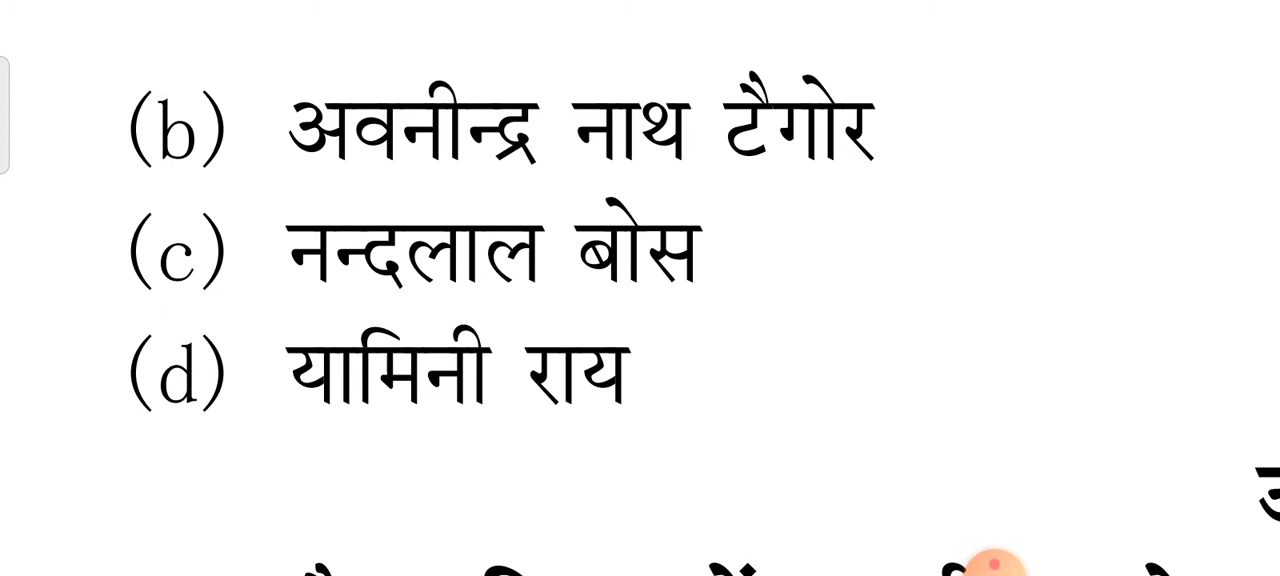 (b) अवनीन्द्र नाथ टैगोर
(c) नन्दलाल बोस
(d) यामिनी राय